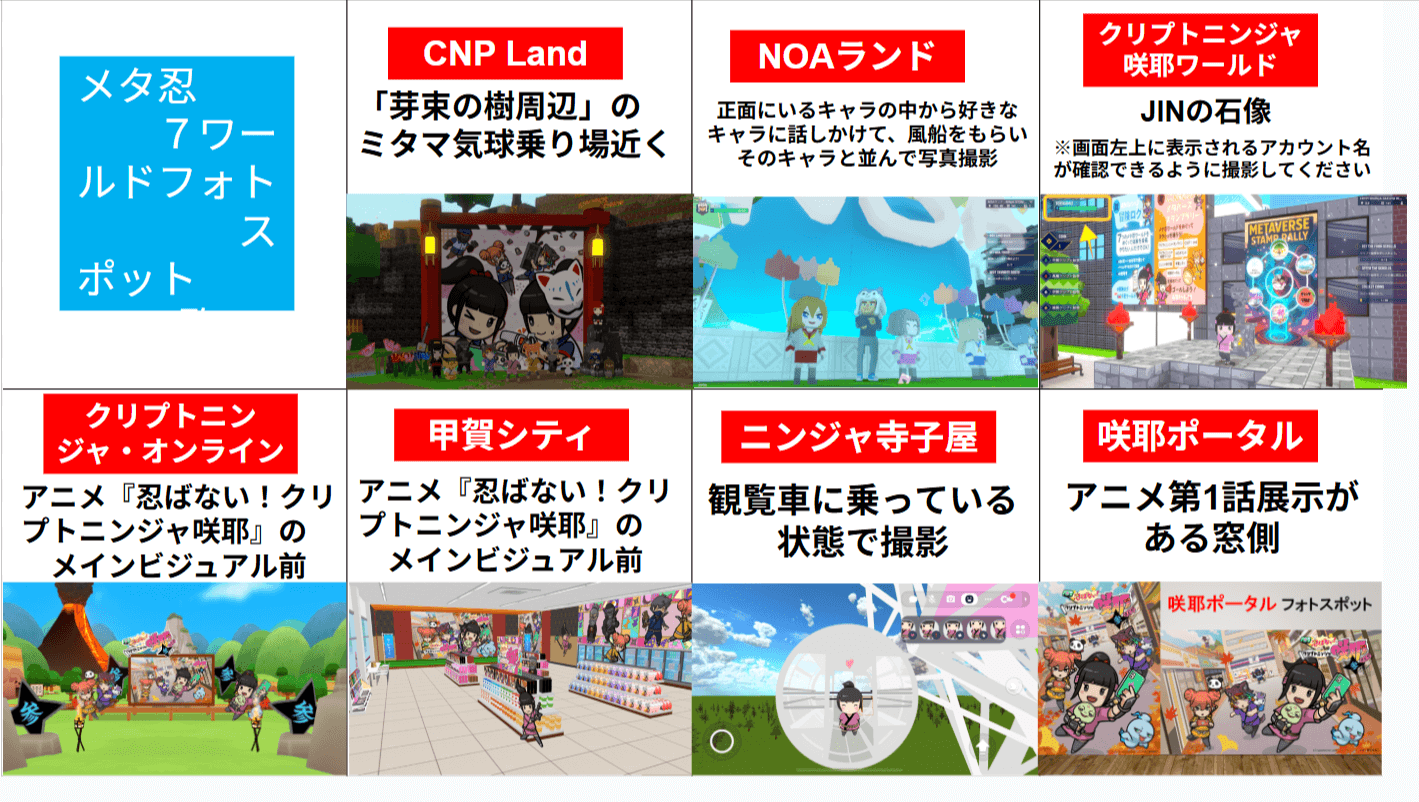 メタ忍
７ワー
ルドフォト
ス
ポット
CNP Land
「芽束の樹周辺」の
ミタマ気球乗り場近く
NOAランド
正面にいるキャラの中から好きな
キャラに話しかけて、風船をもらい
そのキャラと並んで写真撮影
クリプトニンジャ
咲耶ワールド
JINの石像
※画面左上に表示されるアカウント名
が確認できるように撮影してください
METAVERSE
STAMP RALLY
クリプトニン
ジャ・オンライン
アニメ『忍ばない！クリ
プトニンジャ咲耶』の
メインビジュアル前
参
参
甲賀シティ
アニメ『忍ばない！クリ
プトニンジャ咲耶』の
メインビジュアル前
ニンジャ寺子屋
観覧車に乗っている
状態で撮影
咲耶ポータル
アニメ第1話展示が
ある窓側
咲耶ポータル フォトスポット